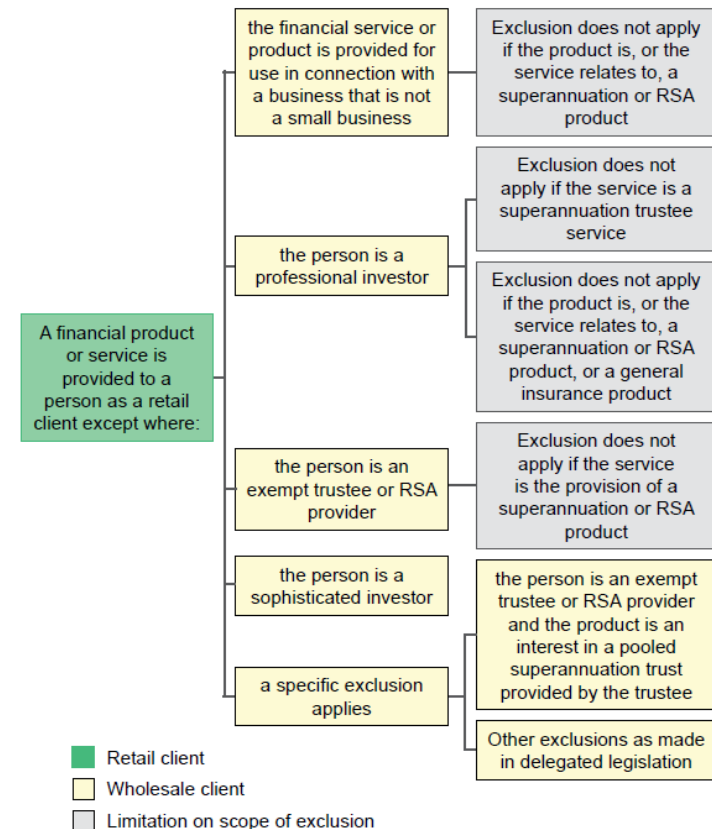 A financial product
or service is
provided to a
person as a retail
client except where:
the financial service or
product is provided for
use in connection with
a business that is not
a small business
Exclusion does not apply
if the product is, or the
service relates to, a
superannuation or RSA
product
the person is a
professional investor
Exclusion does not
apply if the service is a
superannuation trustee
service
Exclusion does not apply
if the product is, or the
service relates to, a
superannuation or RSA
product, or a general
insurance product
the person is an
exempt trustee or RSA
provider
Exclusion does not
apply if the service
is the provision of a
superannuation or RSA
product
the person is a
sophisticated investor
a specific exclusion
applies
the person is an exempt
trustee or RSA provider
and the product is an
interest in a pooled
superannuation trust
provided by the trustee
Other exclusions as made
in delegated legislation
Retail client
Wholesale client
Limitation on scope of exclusion